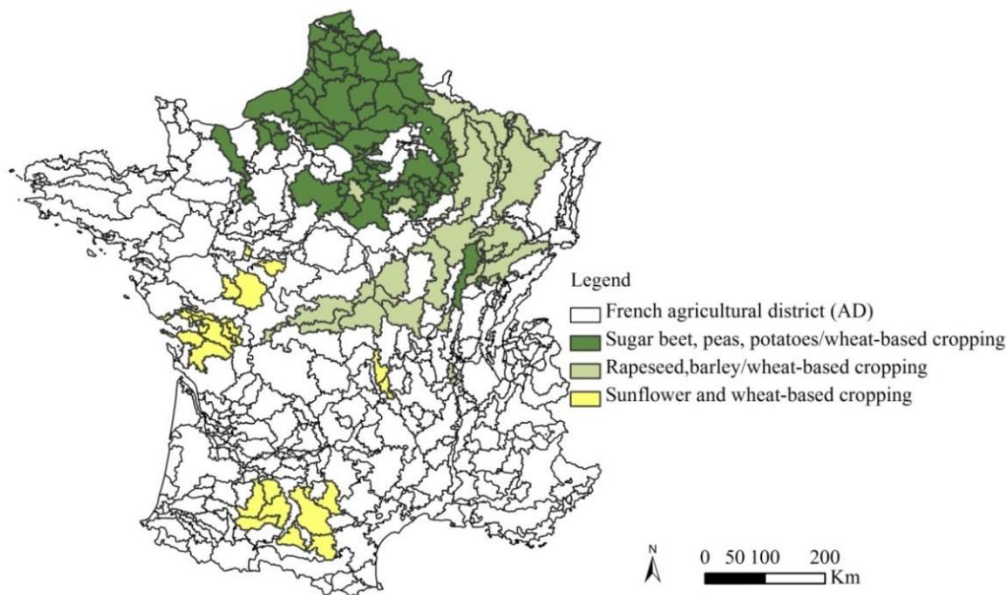 Legend
French agricultural district (AD)
Sugar beet, peas, potatoes/wheat-based cropping
Rapeseed,barley/wheat-based cropping
Sunflower and wheat-based cropping
N
0 50 100 200
Km